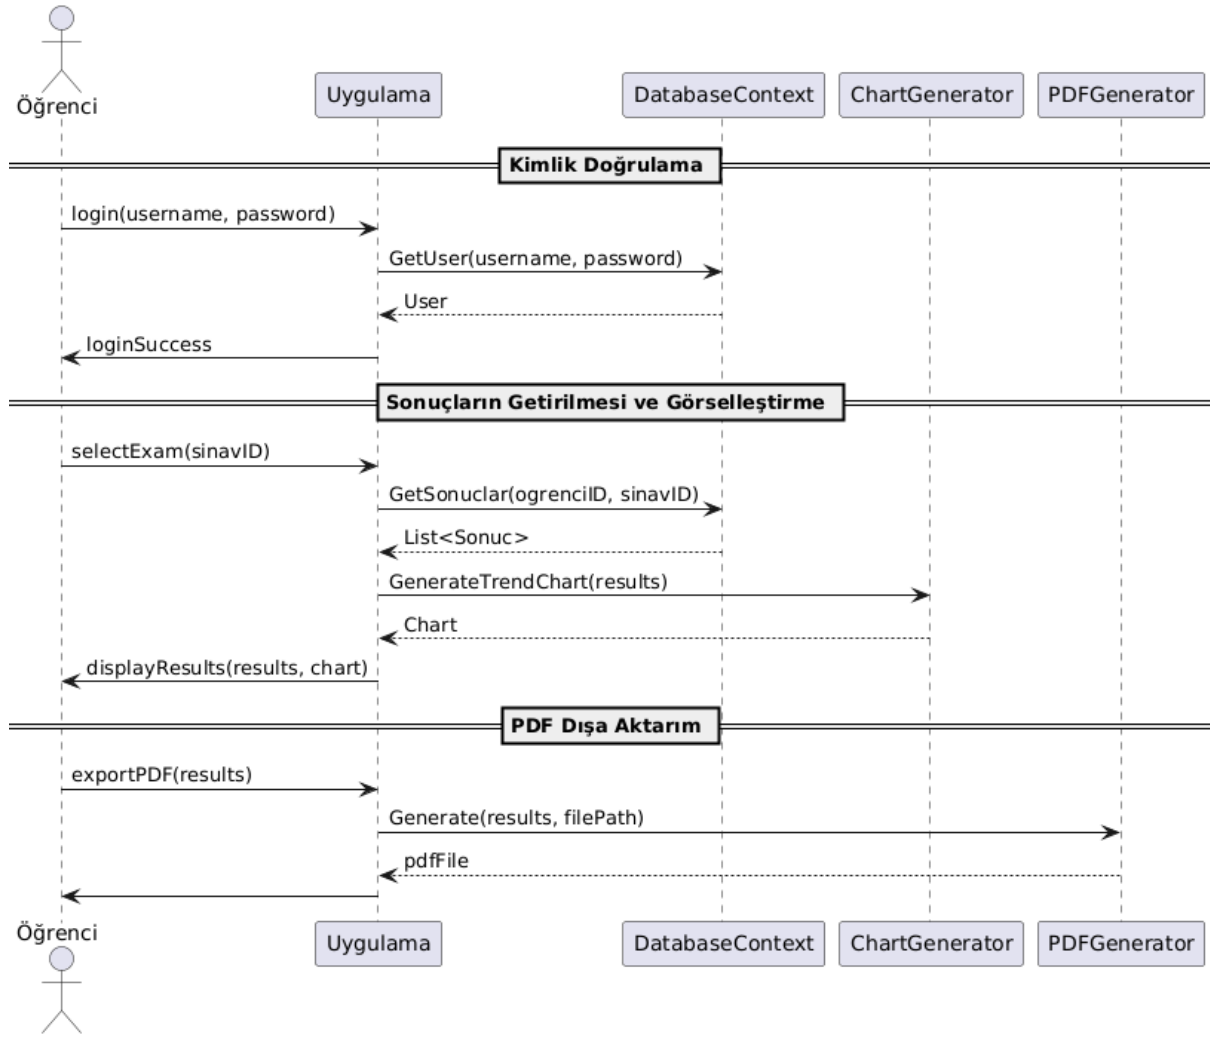 Öğrenci
Uygulama
DatabaseContext
ChartGenerator
PDFGenerator
Kimlik Doğrulama
login(username, password)
GetUser(username, password)
User
loginSuccess
Sonuçların Getirilmesi ve Görselleştirme
selectExam(sinavID)
GetSonuclar(ogrenciID, sinavID)
List<Sonuc>
GenerateTrendChart(results)
Chart
displayResults(results, chart)
PDF Dışa Aktarım
exportPDF(results)
Generate(results, filePath)
pdfFile
Öğrenci
Uygulama
DatabaseContext
ChartGenerator
PDFGenerator